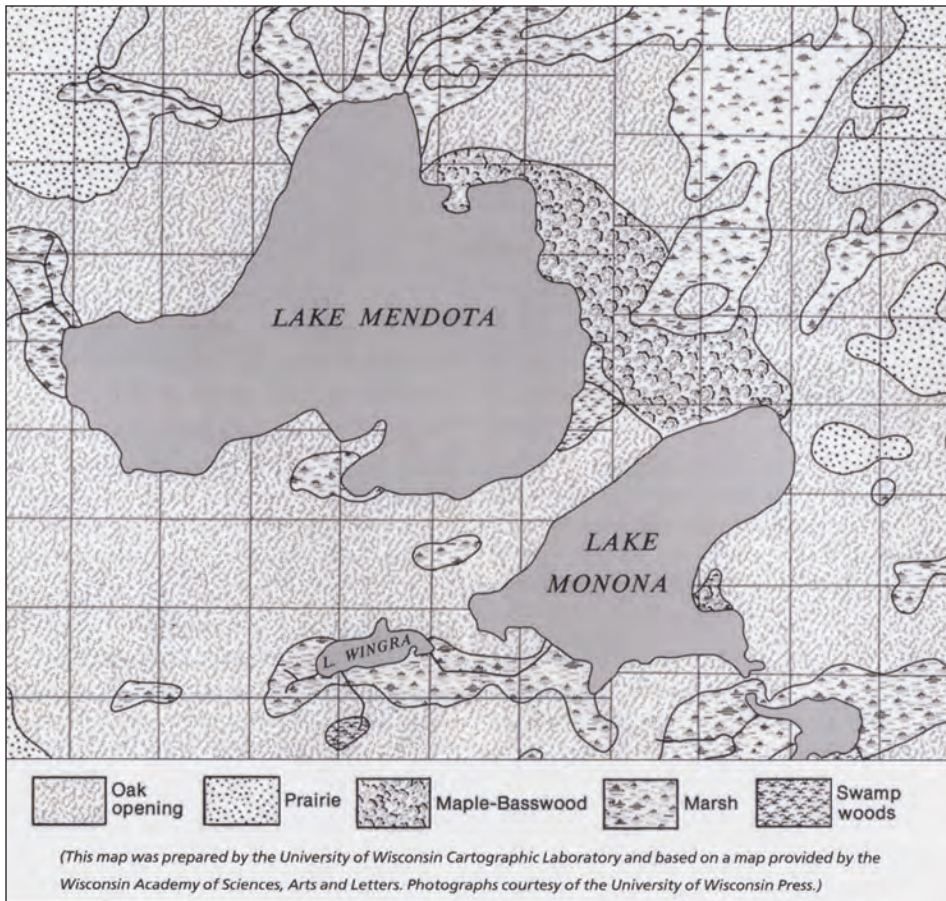 LAKE MENDOTA
LAKE
MONONA
L. WINGRA
Oak
opening
Prairie
Maple-Basswood
Marsh
Swamp
woods
(This map was prepared by the University of Wisconsin Cartographic Laboratory and based on a map provided by the
Wisconsin Academy of Sciences, Arts and Letters. Photographs courtesy of the University of Wisconsin Press.)